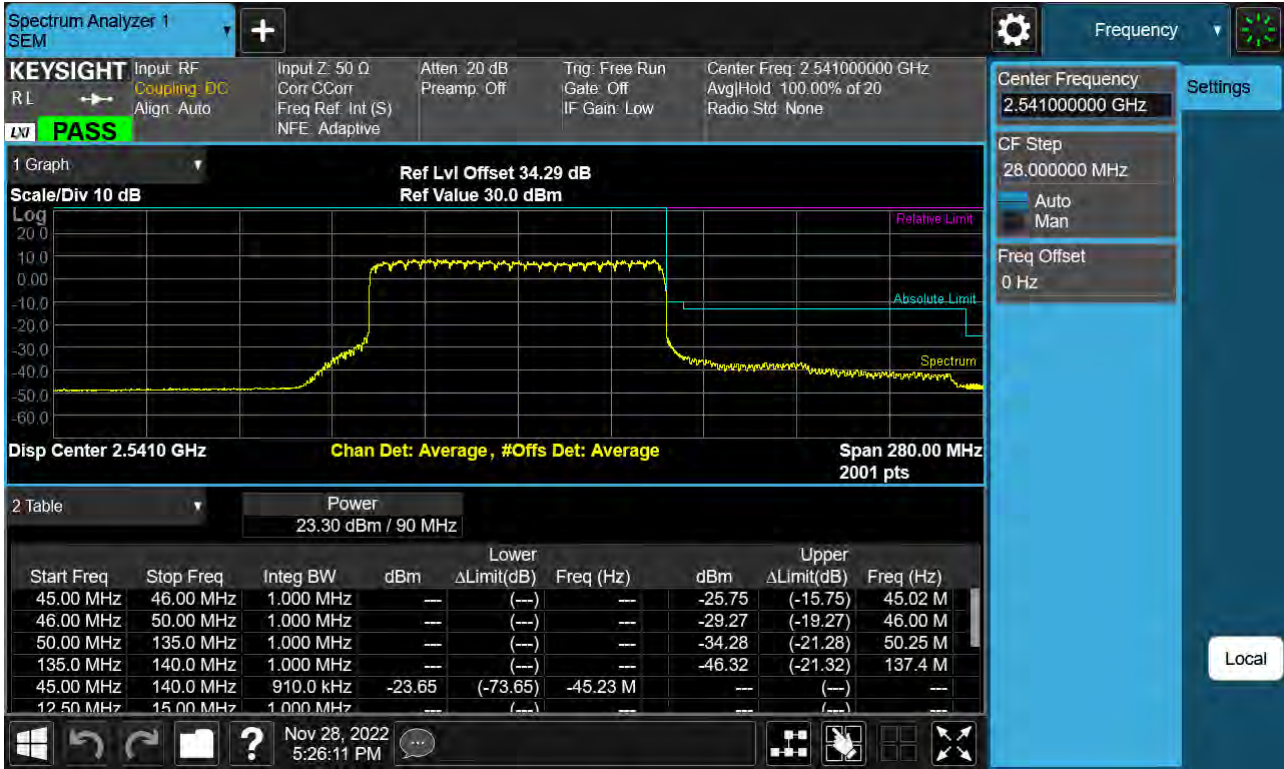 Spectrum Analyzer 1
SEM
Frequency
KEYSIGHT
R L
LXI
PASS
Input: RF
Coupling: DC
Align: Auto
Input Z: 50 Ω
Corr CCorr
Freq Ref: Int (S)
NFE: Adaptive
Atten: 20 dB
Preamp: Off
Trig: Free Run
Gate: Off
IF Gain: Low
Center Freq: 2.541000000 GHz
Avg|Hold: 100.00% of 20
Radio Std: None
Center Frequency
2.541000000 GHz
Settings
CF Step
28.000000 MHz
Auto
Man
Freq Offset
0 Hz
Local
1 Graph
Scale/Div 10 dB
Ref Lvl Offset 34.29 dB
Ref Value 30.0 dBm
Log
20.0
10.0
0.00
-10.0
-20.0
-30.0
-40.0
-50.0
-60.0
Relative Limit
Absolute Limit
Spectrum
Disp Center 2.5410 GHz
Chan Det: Average , #Offs Det: Average
Span 280.00 MHz
2001 pts
2 Table
Power
23.30 dBm / 90 MHz
Lower Upper
Start Freq Stop Freq Integ BW dBm ΔLimit(dB) Freq (Hz) dBm ΔLimit(dB) Freq (Hz)
45.00 MHz 46.00 MHz 1.000 MHz --- (---) --- -25.75 (-15.75) 45.02 M
46.00 MHz 50.00 MHz 1.000 MHz --- (---) --- -29.27 (-19.27) 46.00 M
50.00 MHz 135.0 MHz 1.000 MHz --- (---) --- -34.28 (-21.28) 50.25 M
135.0 MHz 140.0 MHz 1.000 MHz --- (---) --- -46.32 (-21.32) 137.4 M
45.00 MHz 140.0 MHz 910.0 kHz -23.65 (-73.65) -45.23 M --- (---) ---
12.50 MHz 15.00 MHz 1.000 MHz --- (---) --- --- (---) ---
?
Nov 28, 2022
5:26:11 PM